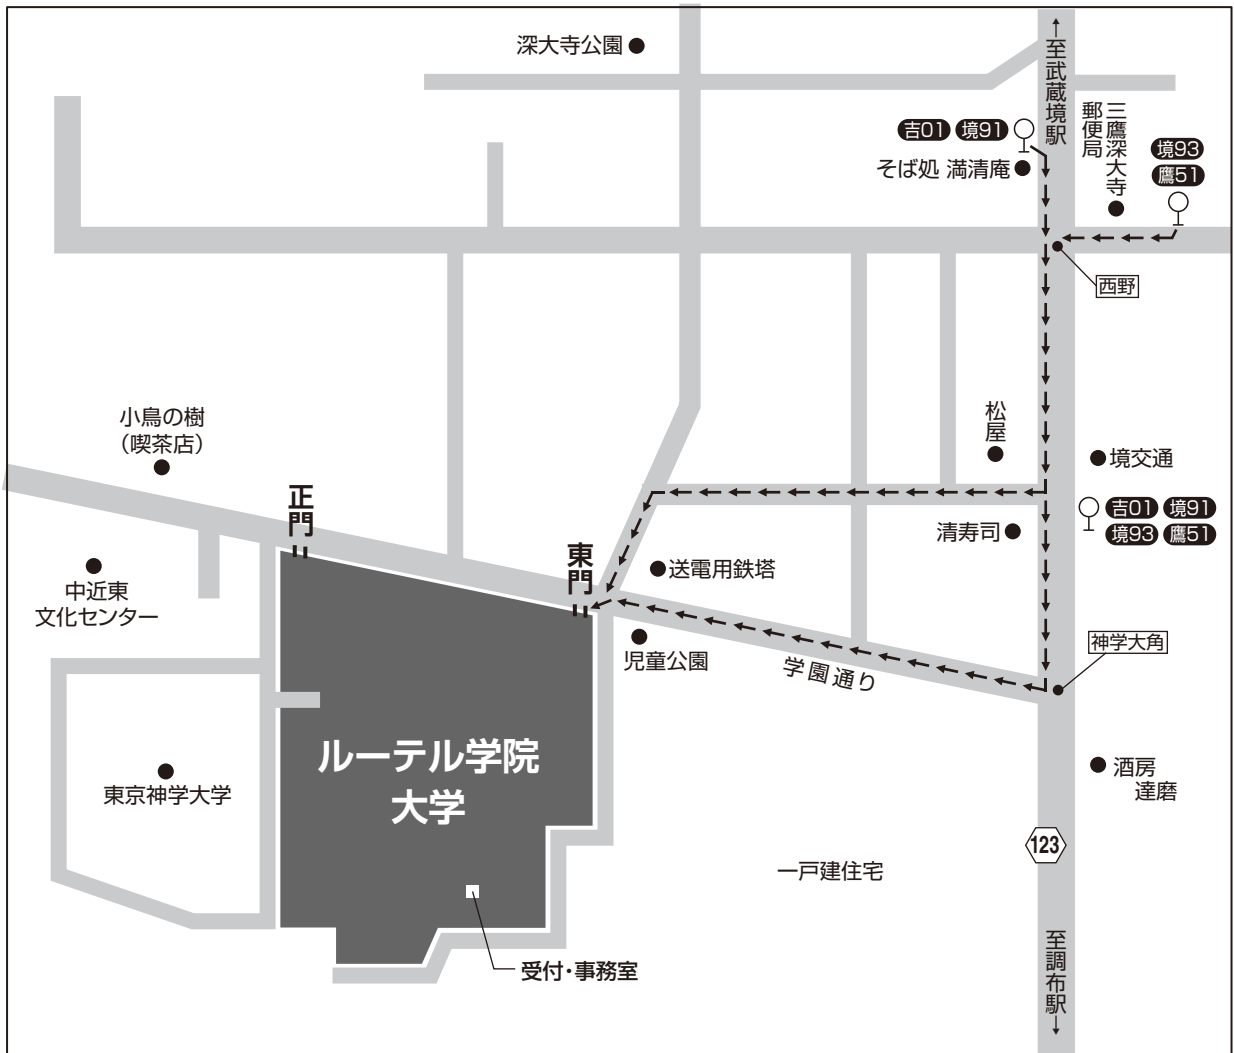 深大寺公園
↑至武蔵境駅
吉01 境91
そば処 満清庵
三鷹深大寺
郵便局
境93
鷹51
西野
小鳥の樹
(喫茶店)
松屋
境交通
正門
吉01 境91
境93 鷹51
清寿司
東門
送電用鉄塔
中近東
文化センター
児童公園
神学大角
学園通り
ルーテル学院
大学
東京神学大学
酒房
達磨
123
一戸建住宅
受付・事務室
至調布駅↓